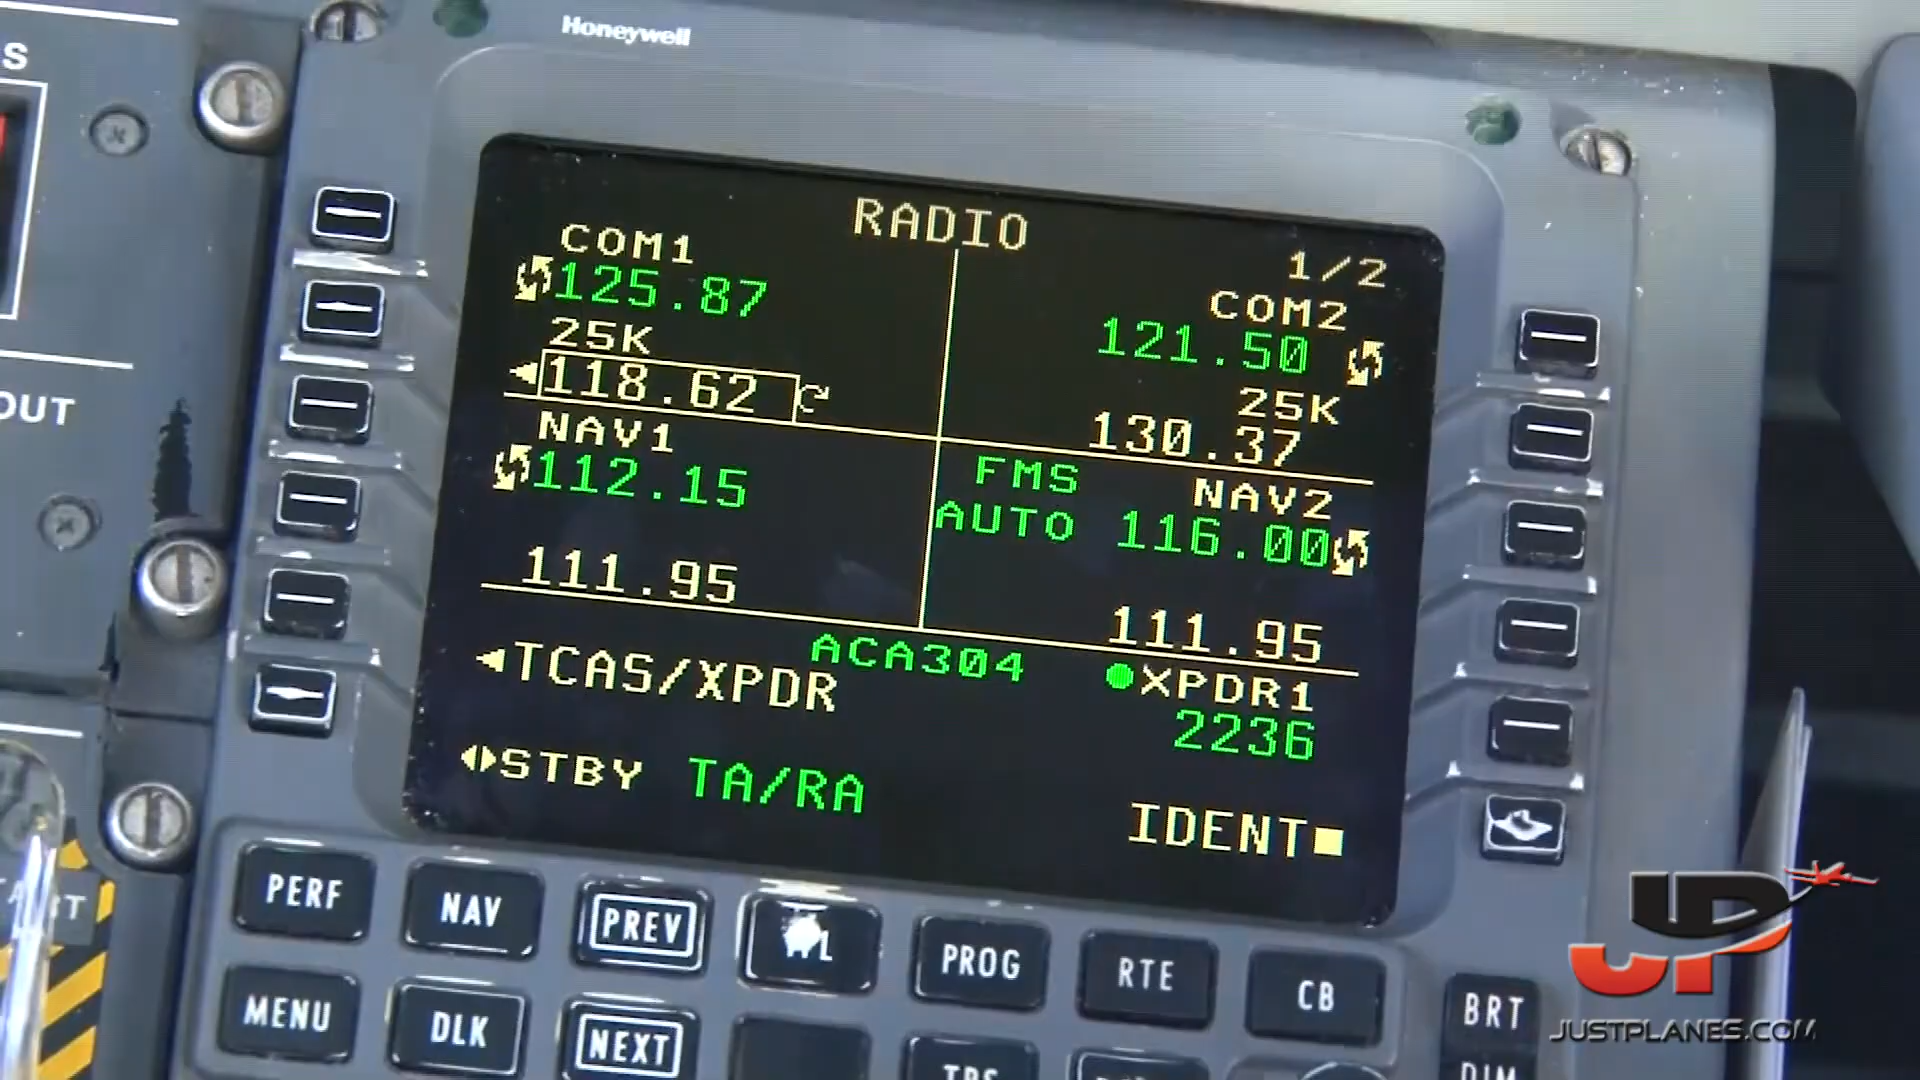 Honeywell
S
OUT
RADIO
1/2
COM1
125.87
25K
118.62
COM2
121.50
25K
130.37
NAV1
112.15
111.95
FMS
AUTO
NAV2
116.00
111.95
TCAS/XPDR
ACA304
XPDR1
2236
STBY TA/RA
IDENT
PERF
NAV
PREV
PROG
RTE
CB
BRT
MENU
DLK
NEXT
JP
JUSTPLANES.COM